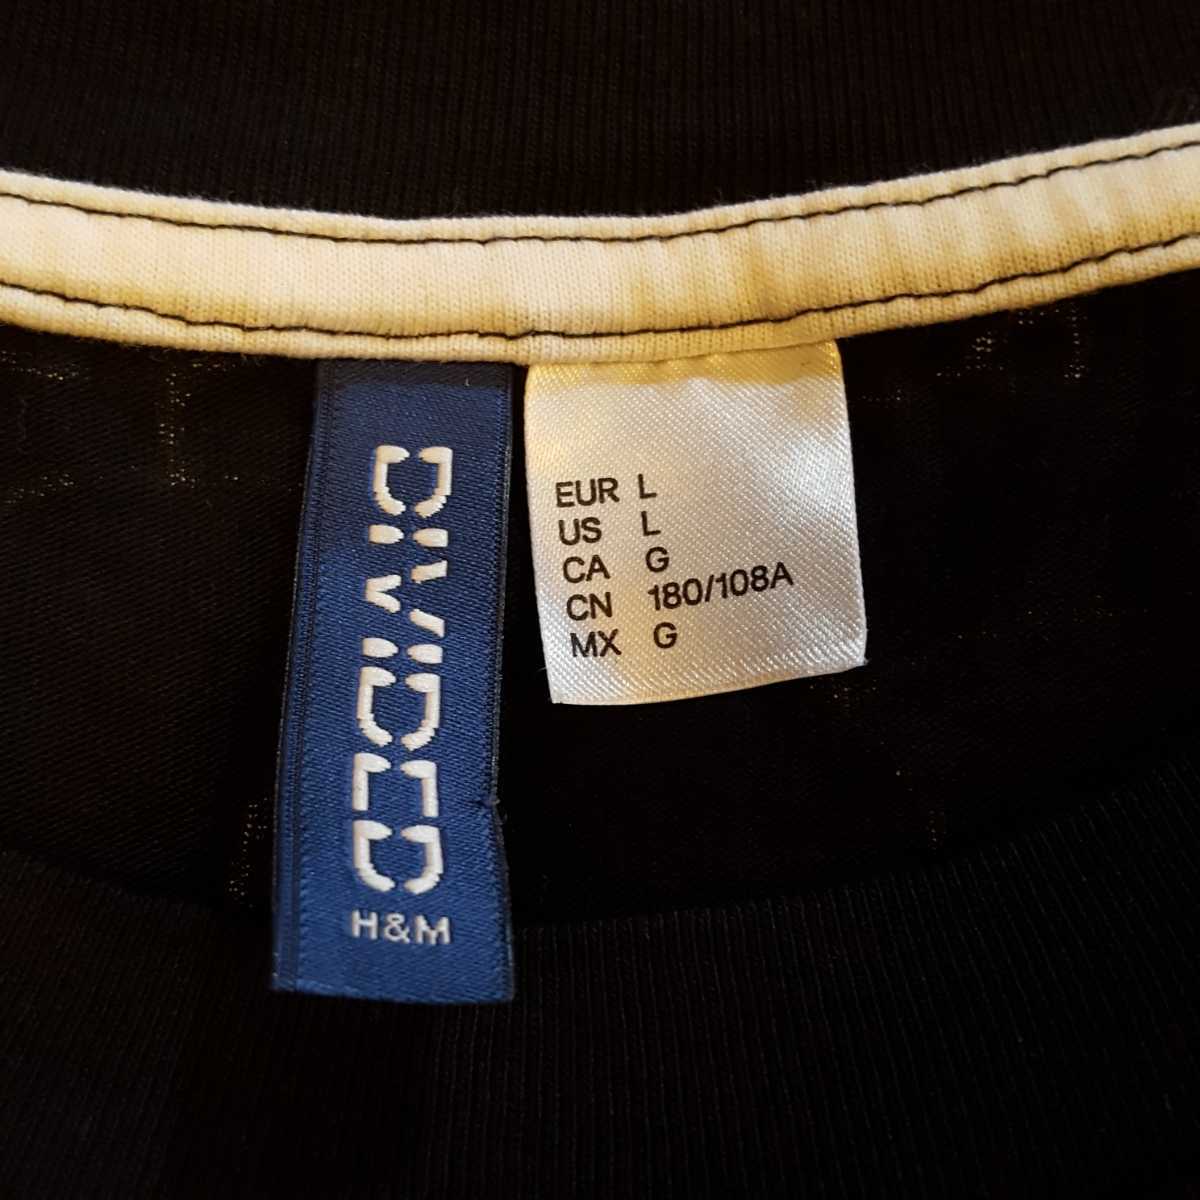 DIVIDED
H&M
EUR L
US L
CA G
CN 180/108A
MX G